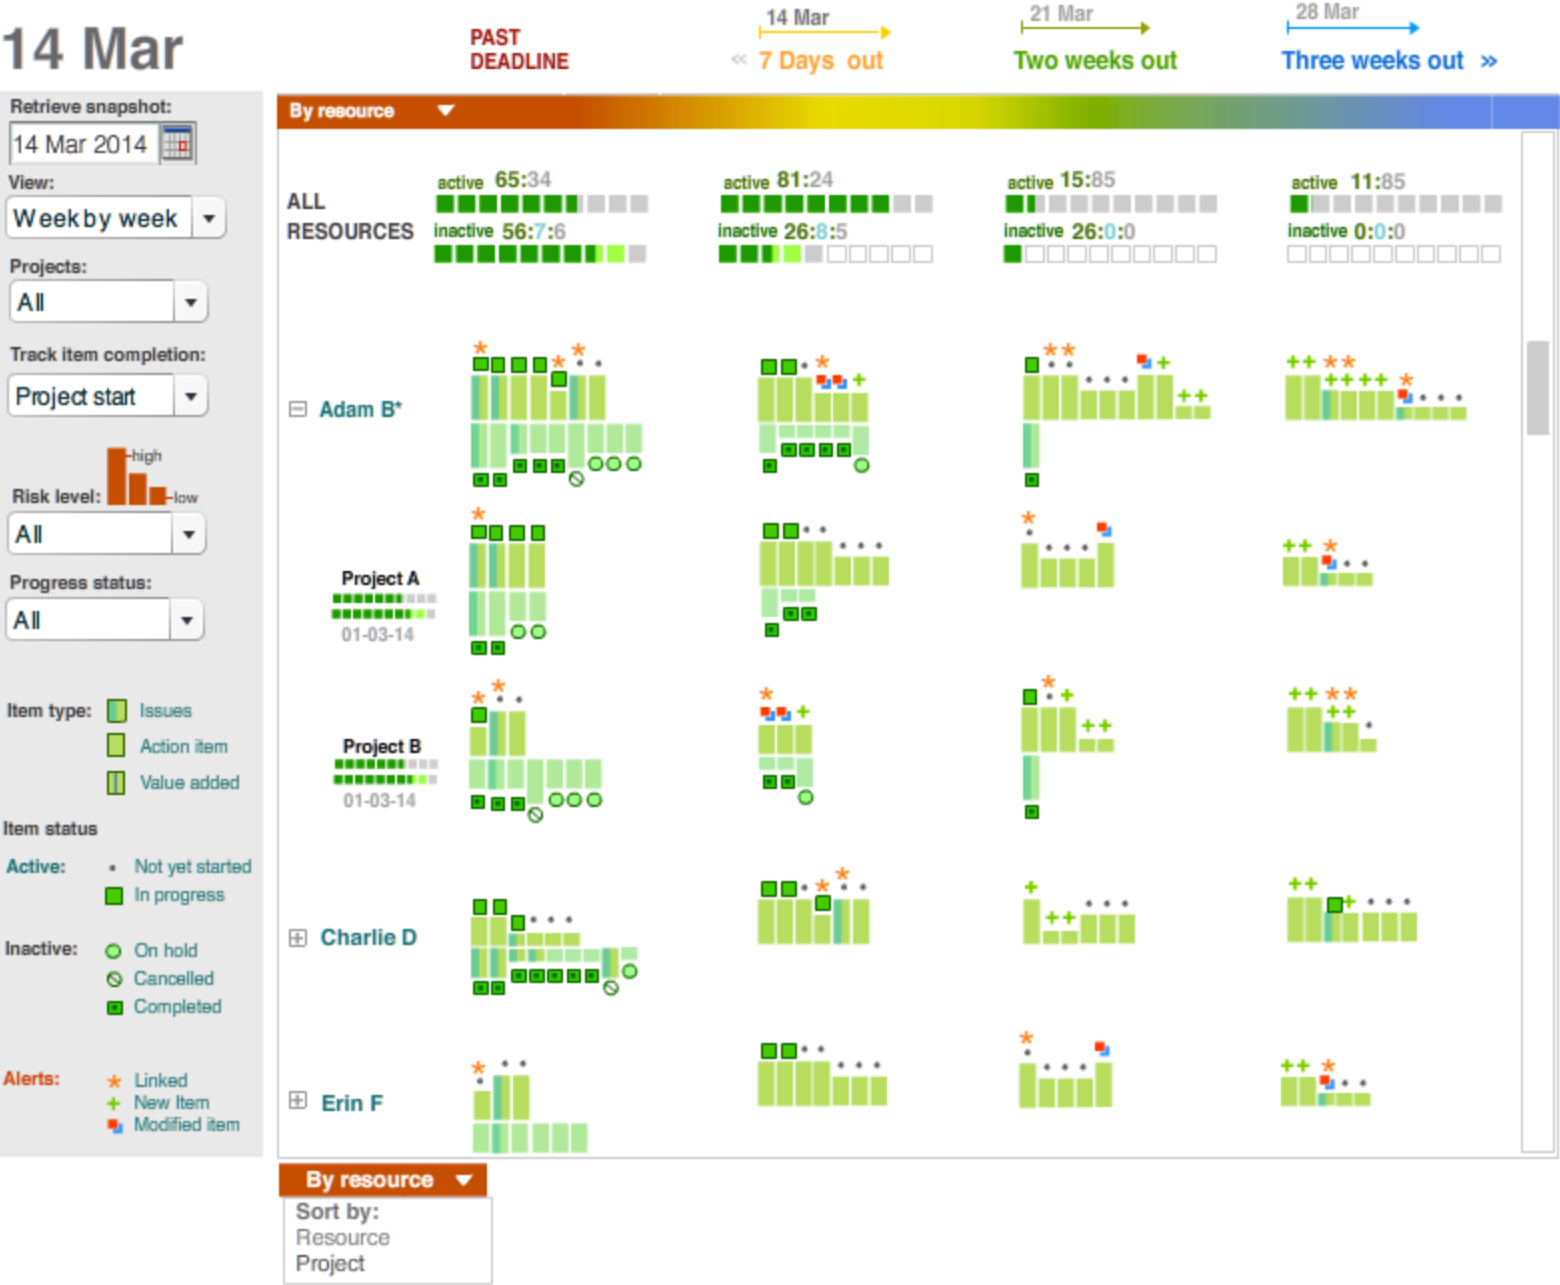 14 Mar
PAST
DEADLINE
14 Mar
« 7 Days out
21 Mar
Two weeks out
28 Mar
Three weeks out »
Retrieve snapshot:
14 Mar 2014
View:
Week by week
Projects:
All
Track item completion:
Project start
high
Risk level:
low
All
Progress status:
All
Item type:
Issues
Action item
Value added
Item status
Active:
Not yet started
In progress
Inactive:
On hold
Cancelled
Completed
Alerts:
Linked
New Item
Modified item
By resource
ALL
RESOURCES
active 65:34
inactive 56:7:6
active 81:24
inactive 26:8:5
active 15:85
inactive 26:0:0
active 11:85
inactive 0:0:0
Adam B*
Project A
01-03-14
Project B
01-03-14
Charlie D
Erin F
By resource
Sort by:
Resource
Project